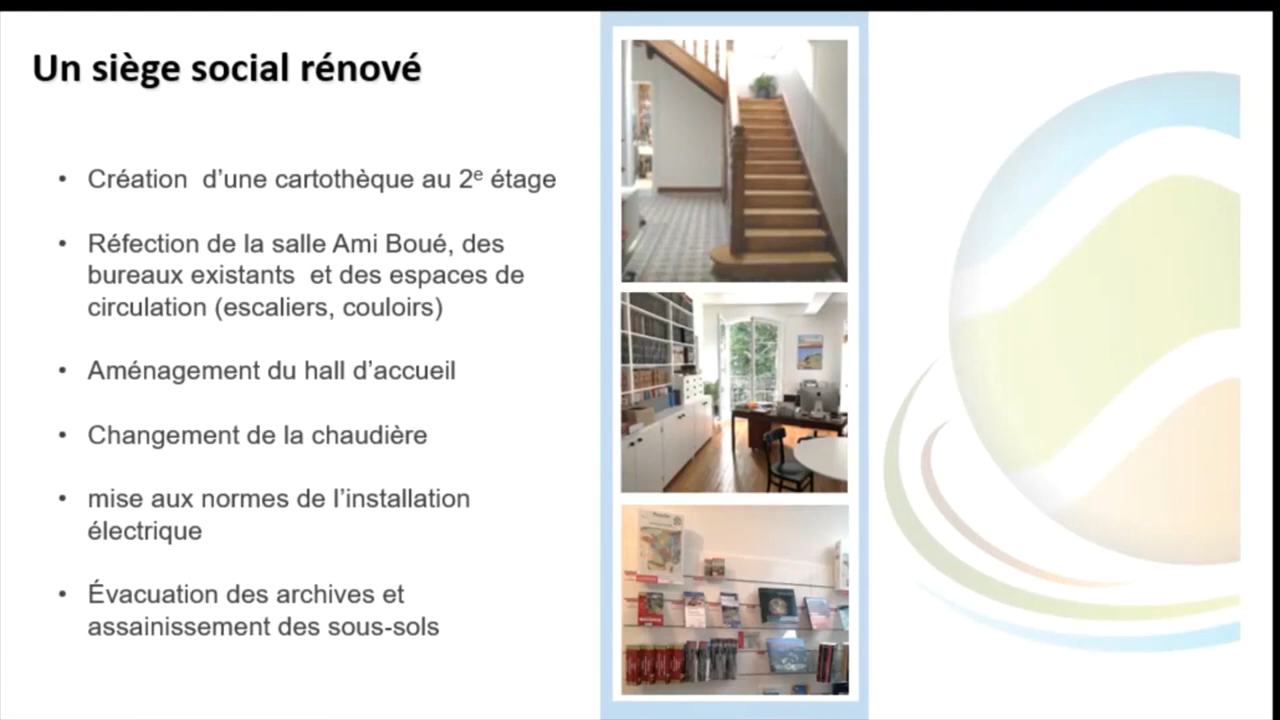 Un siège social rénové
• Création  d’une cartothèque au 2e étage
• Réfection de la salle Ami Boué, des
bureaux existants  et des espaces de
circulation (escaliers, couloirs)
• Aménagement du hall d’accueil
• Changement de la chaudière
• mise aux normes de l’installation
électrique
• Évacuation des archives et
assainissement des sous-sols